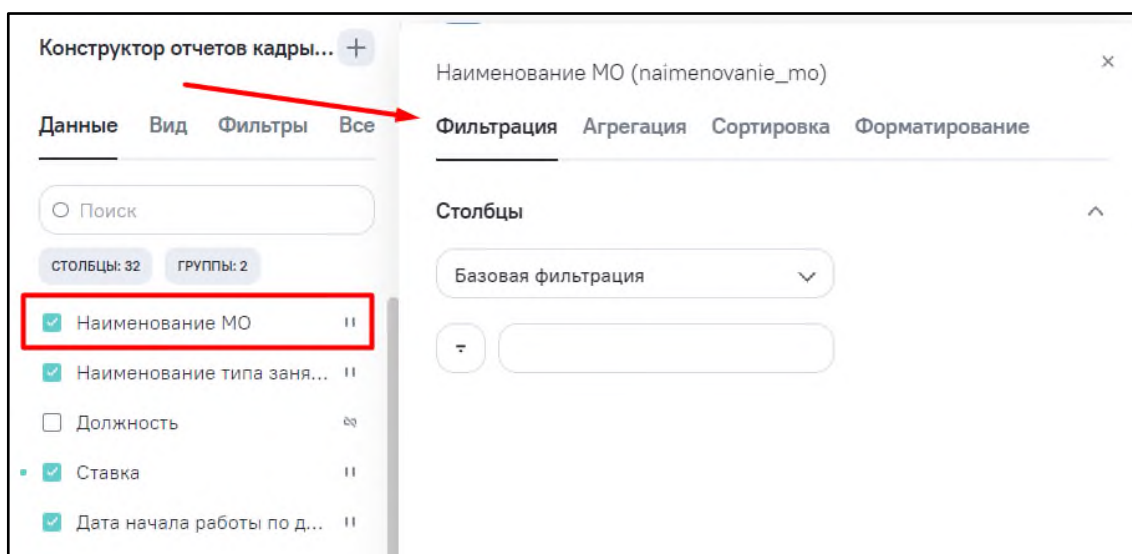 Конструктор отчетов кадры...
Данные Вид Фильтры Все
Поиск
СТОЛБЦЫ: 32 ГРУППЫ: 2
Наименование МО
Наименование типа заня...
Должность
Ставка
Дата начала работы по д...
Наименование МО (naimenovanie_mo)
Фильтрация Агрегация Сортировка Форматирование
Столбцы
Базовая фильтрация